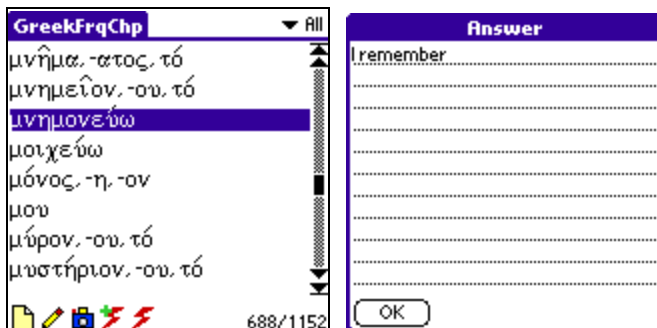 GreekFrqChp
All
μνῆμα, -ατος, τό
μνημεῖον, -ου, τό
μνημονεύω
μοιχεύω
μόνος, -η, -ον
μου
μύρον, -ου, τό
μυστήριον, -ου, τό
688/1152
Answer
I remember
OK